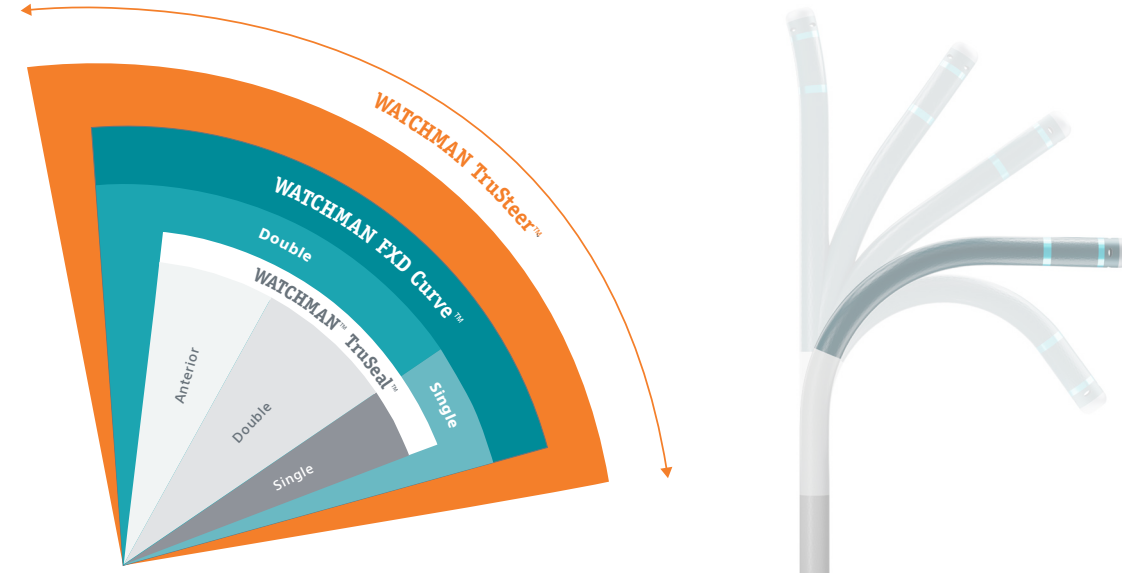 WATCHMAN TruSteer™
WATCHMAN FXD Curve™
Double
WATCHMAN™ TruSeal™
Anterior
Double
Single
Single